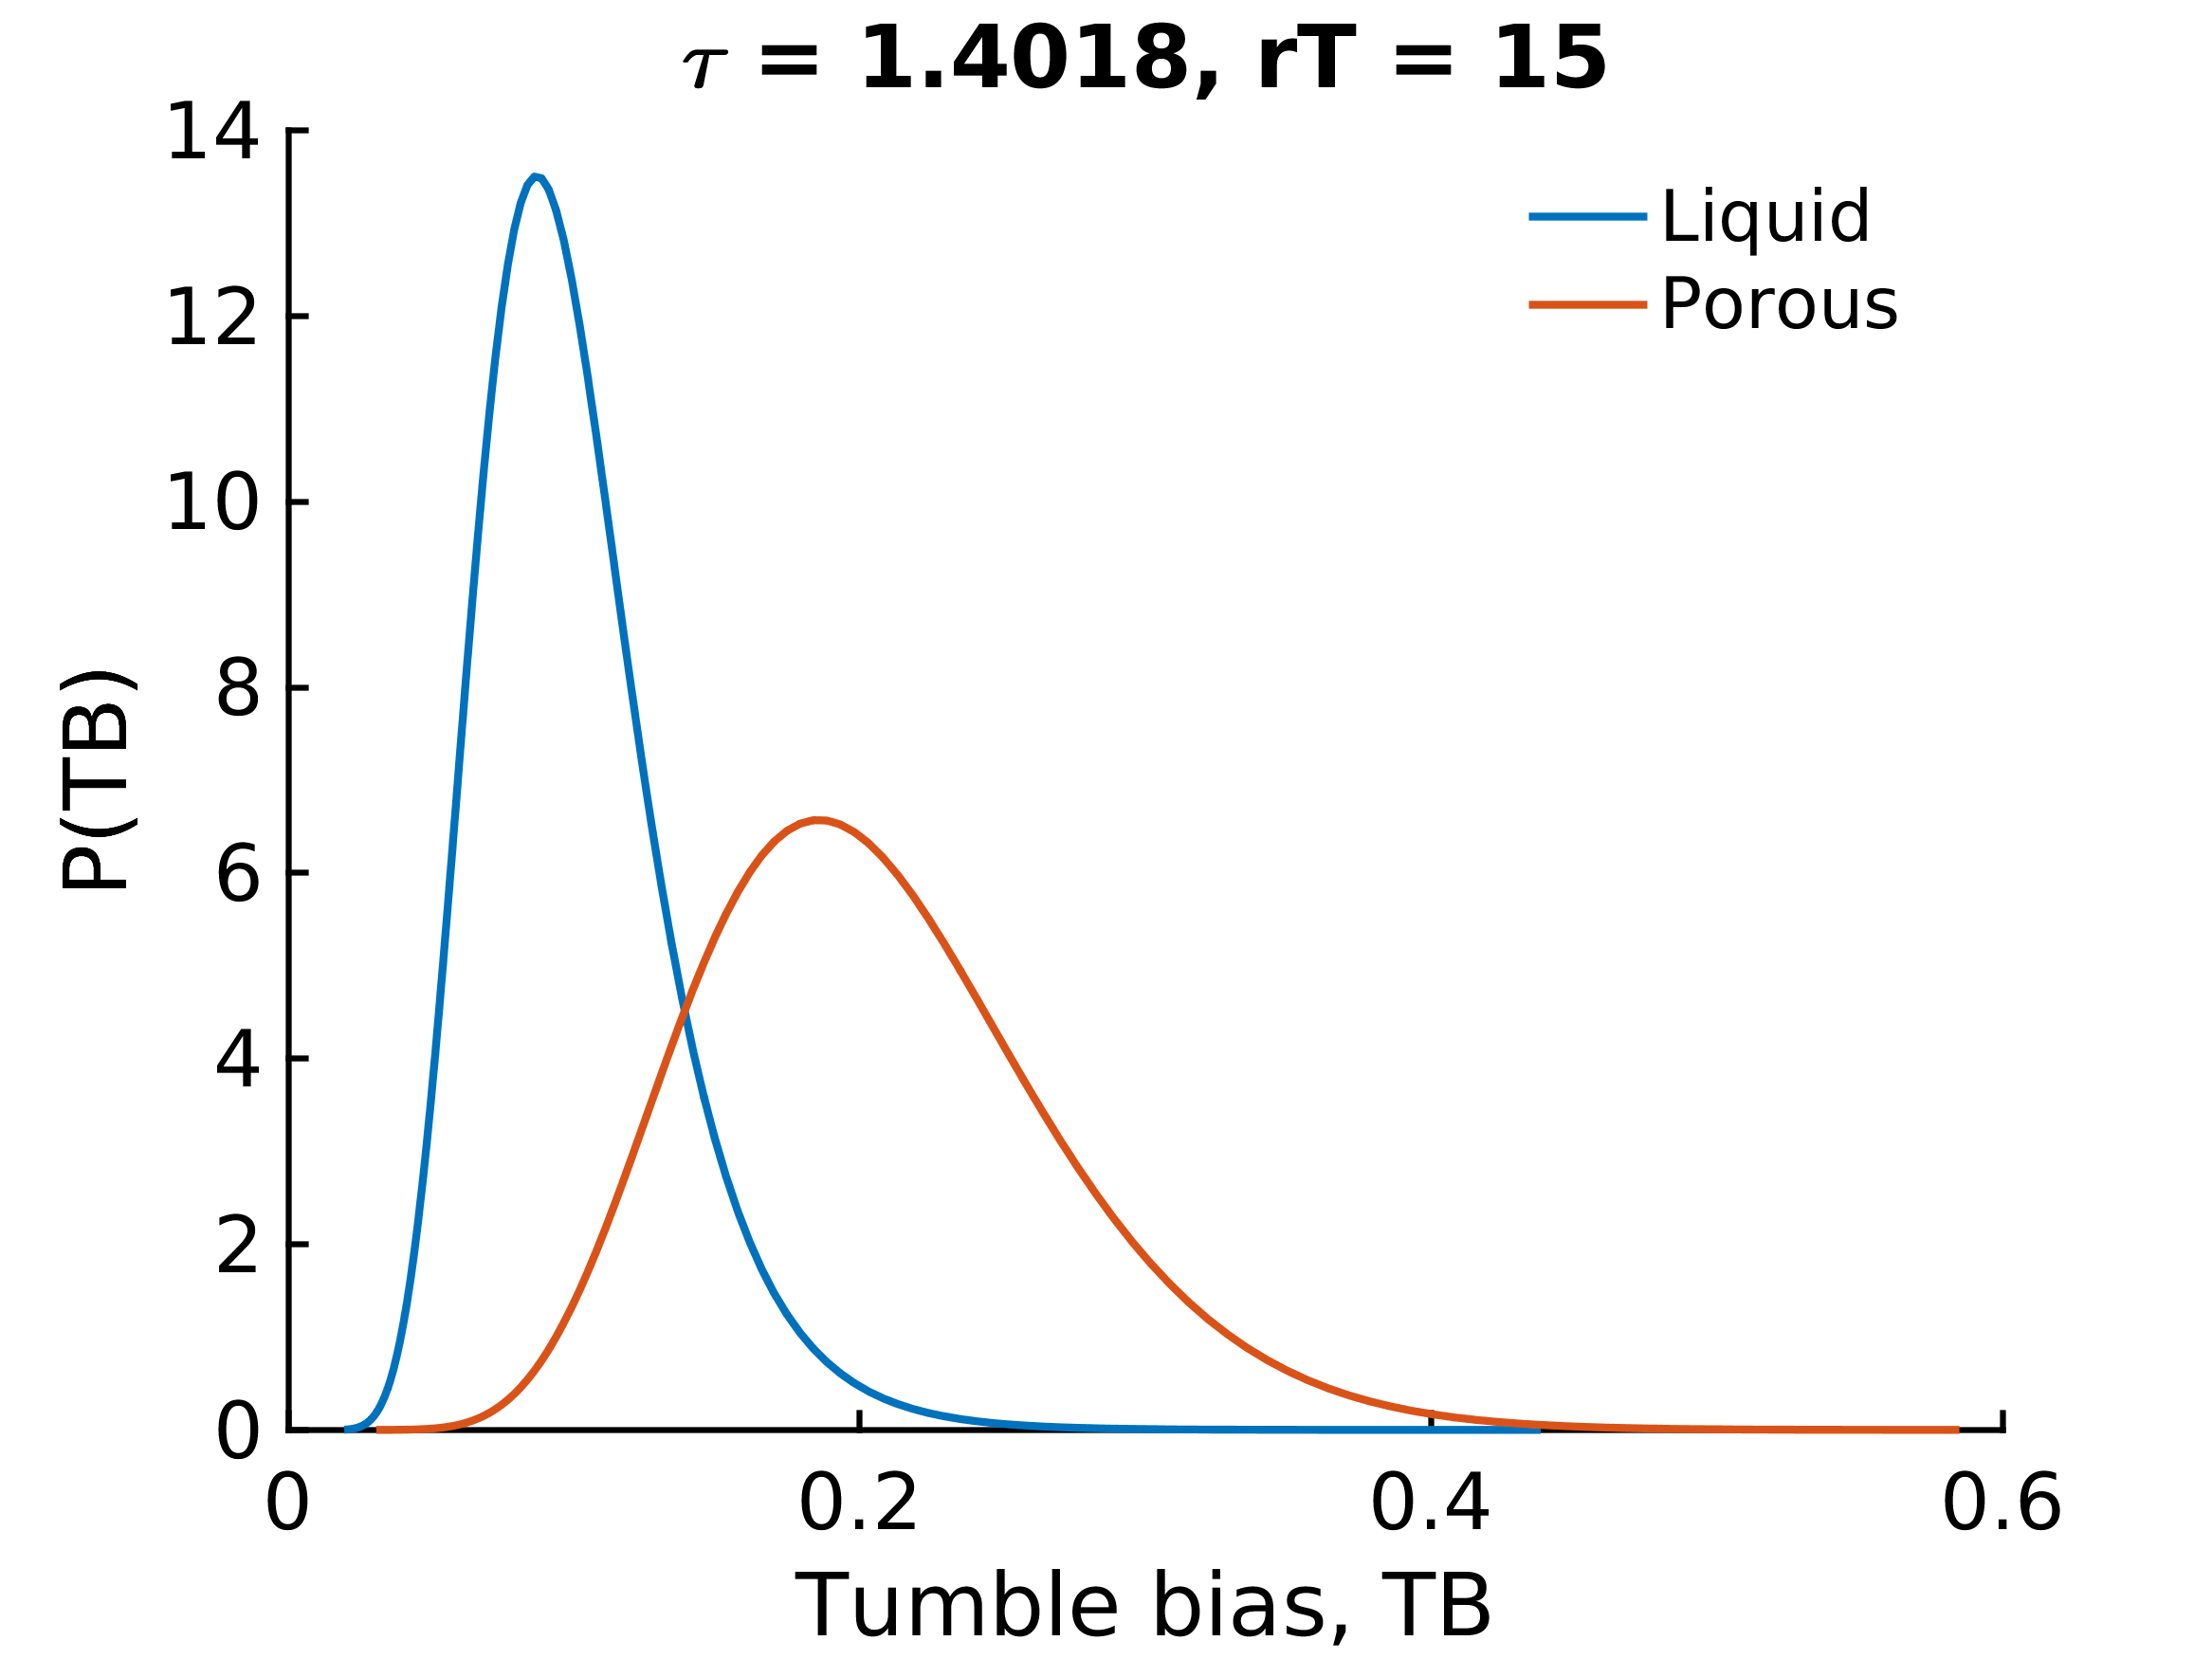 τ = 1.4018, rT = 15
14
12
10
8
6
4
2
0
P(TB)
Liquid
Porous
0 0.2 0.4 0.6
Tumble bias, TB